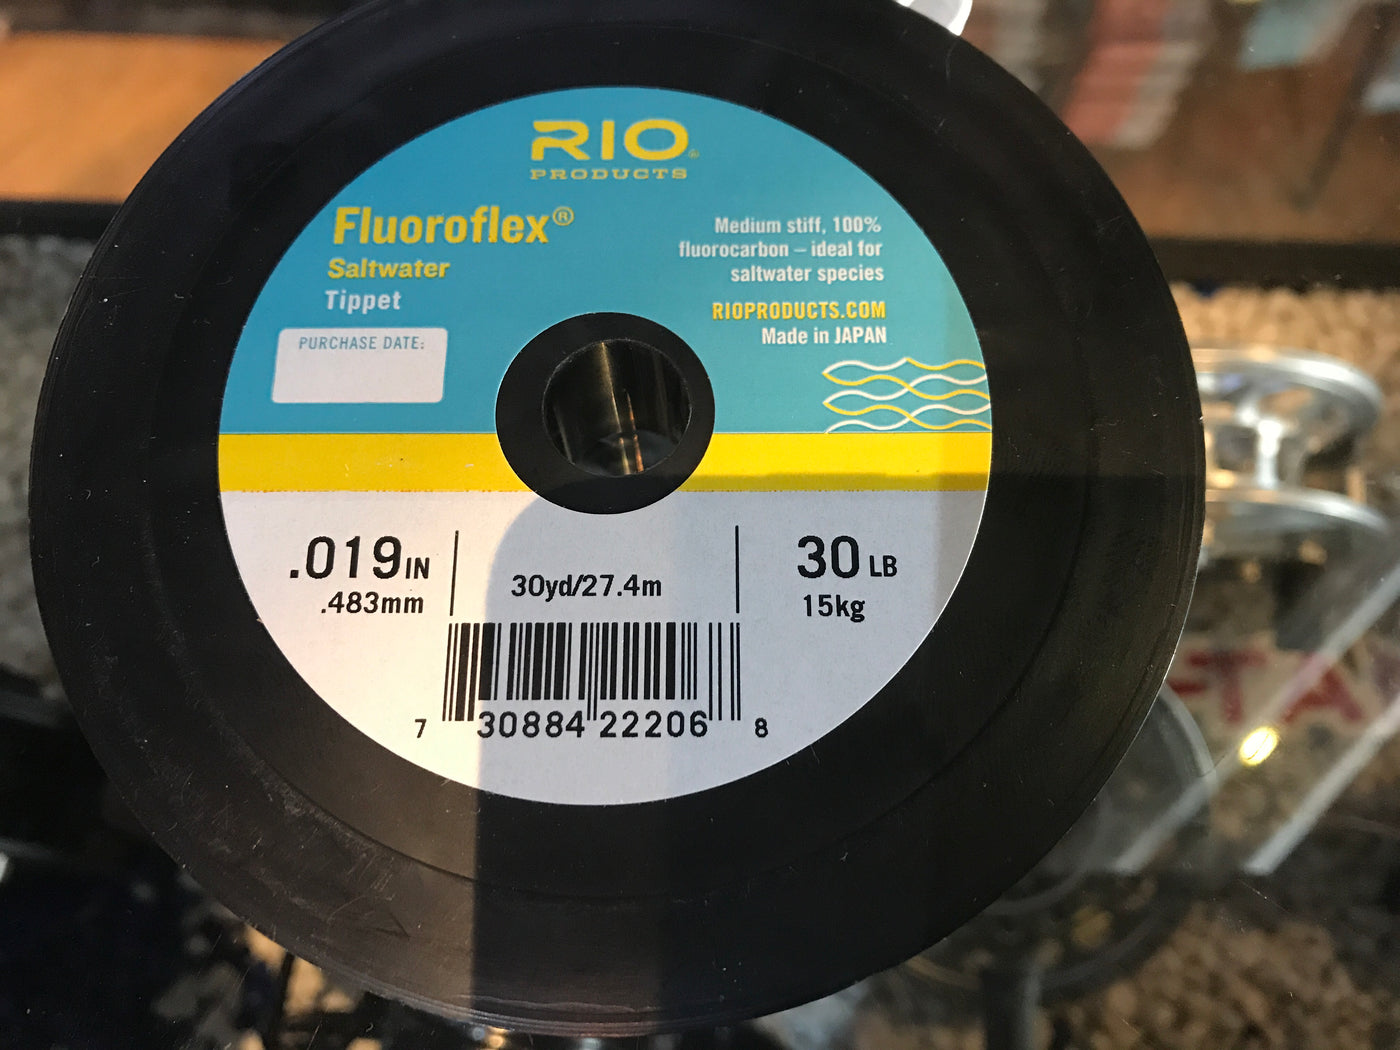 RIO®
PRODUCTS
Fluoroflex®
Saltwater
Tippet
PURCHASE DATE:
Medium stiff, 100%
fluorocarbon – ideal for
saltwater species
RIOPRODUCTS.COM
Made in JAPAN
.019IN
.483mm
30yd/27.4m
30 LB
15kg
7 30884 22206 8
TA